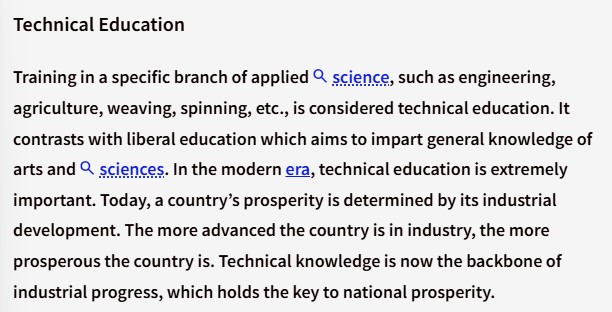 Technical Education
Training in a specific branch of applied science, such as engineering,
agriculture, weaving, spinning, etc., is considered technical education. It
contrasts with liberal education which aims to impart general knowledge of
arts and sciences. In the modern era, technical education is extremely
important. Today, a country’s prosperity is determined by its industrial
development. The more advanced the country is in industry, the more
prosperous the country is. Technical knowledge is now the backbone of
industrial progress, which holds the key to national prosperity.